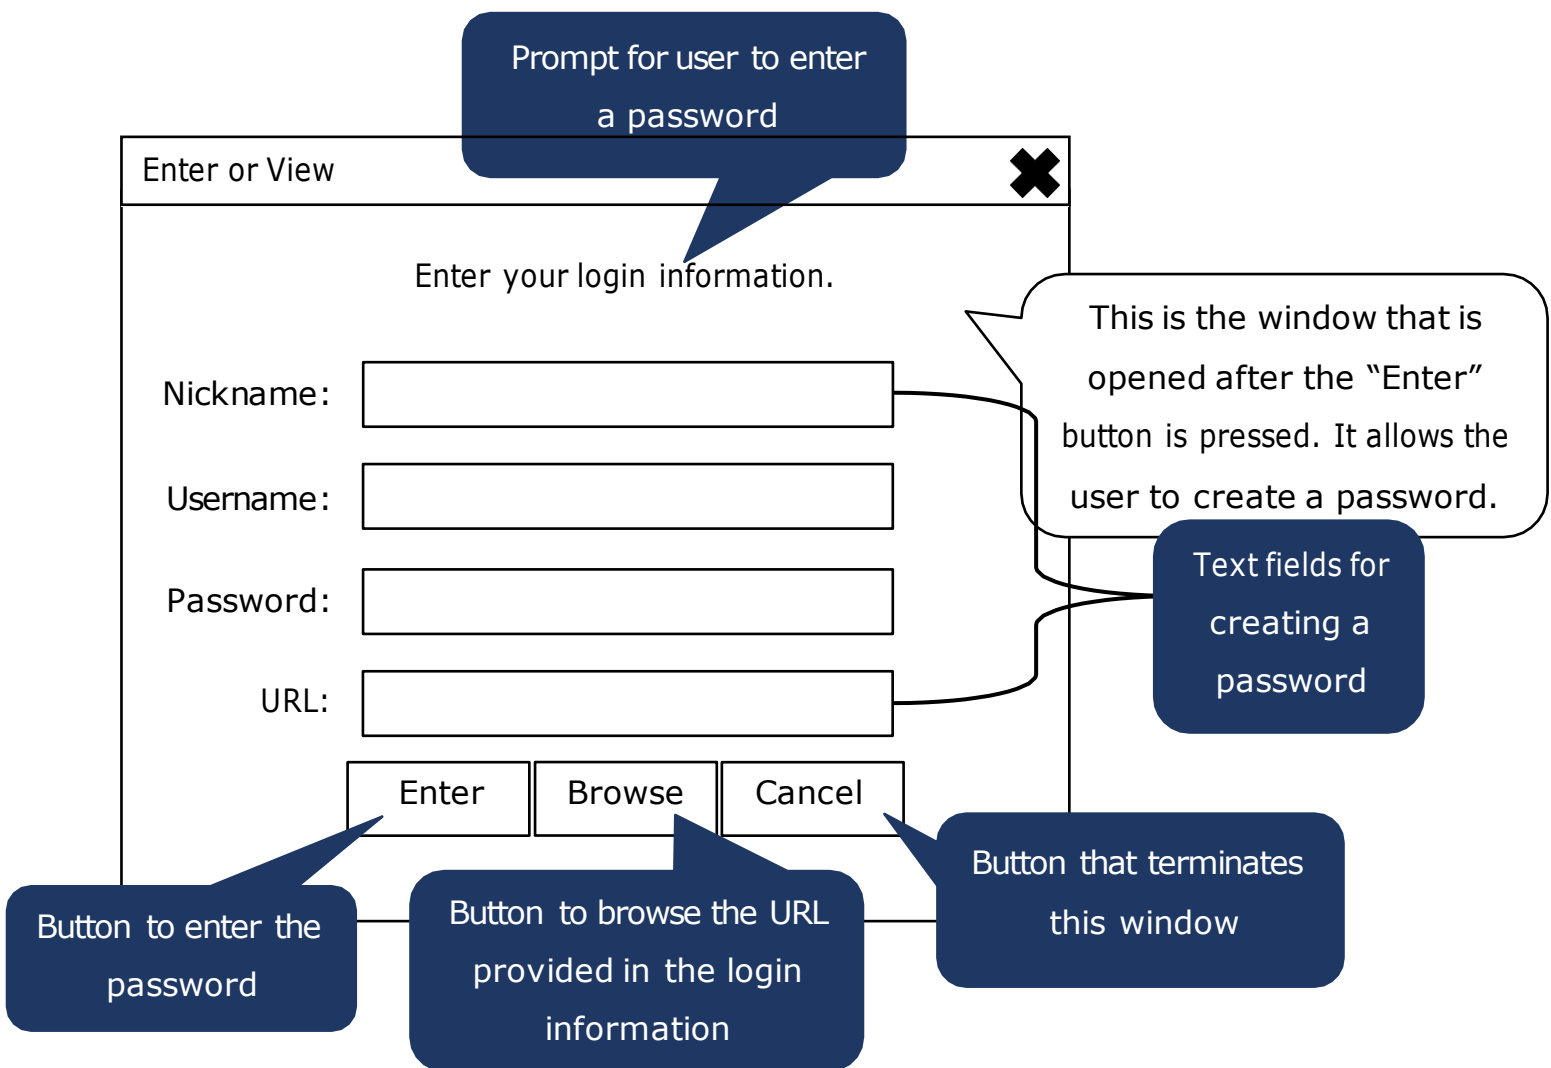 Prompt for user to enter
a password
Enter or View
Enter your login information.
This is the window that is
opened after the “Enter”
button is pressed. It allows the
user to create a password.
Nickname:
Username:
Password:
URL:
Text fields for
creating a
password
Enter
Browse
Cancel
Button to enter the
password
Button to browse the URL
provided in the login
information
Button that terminates
this window